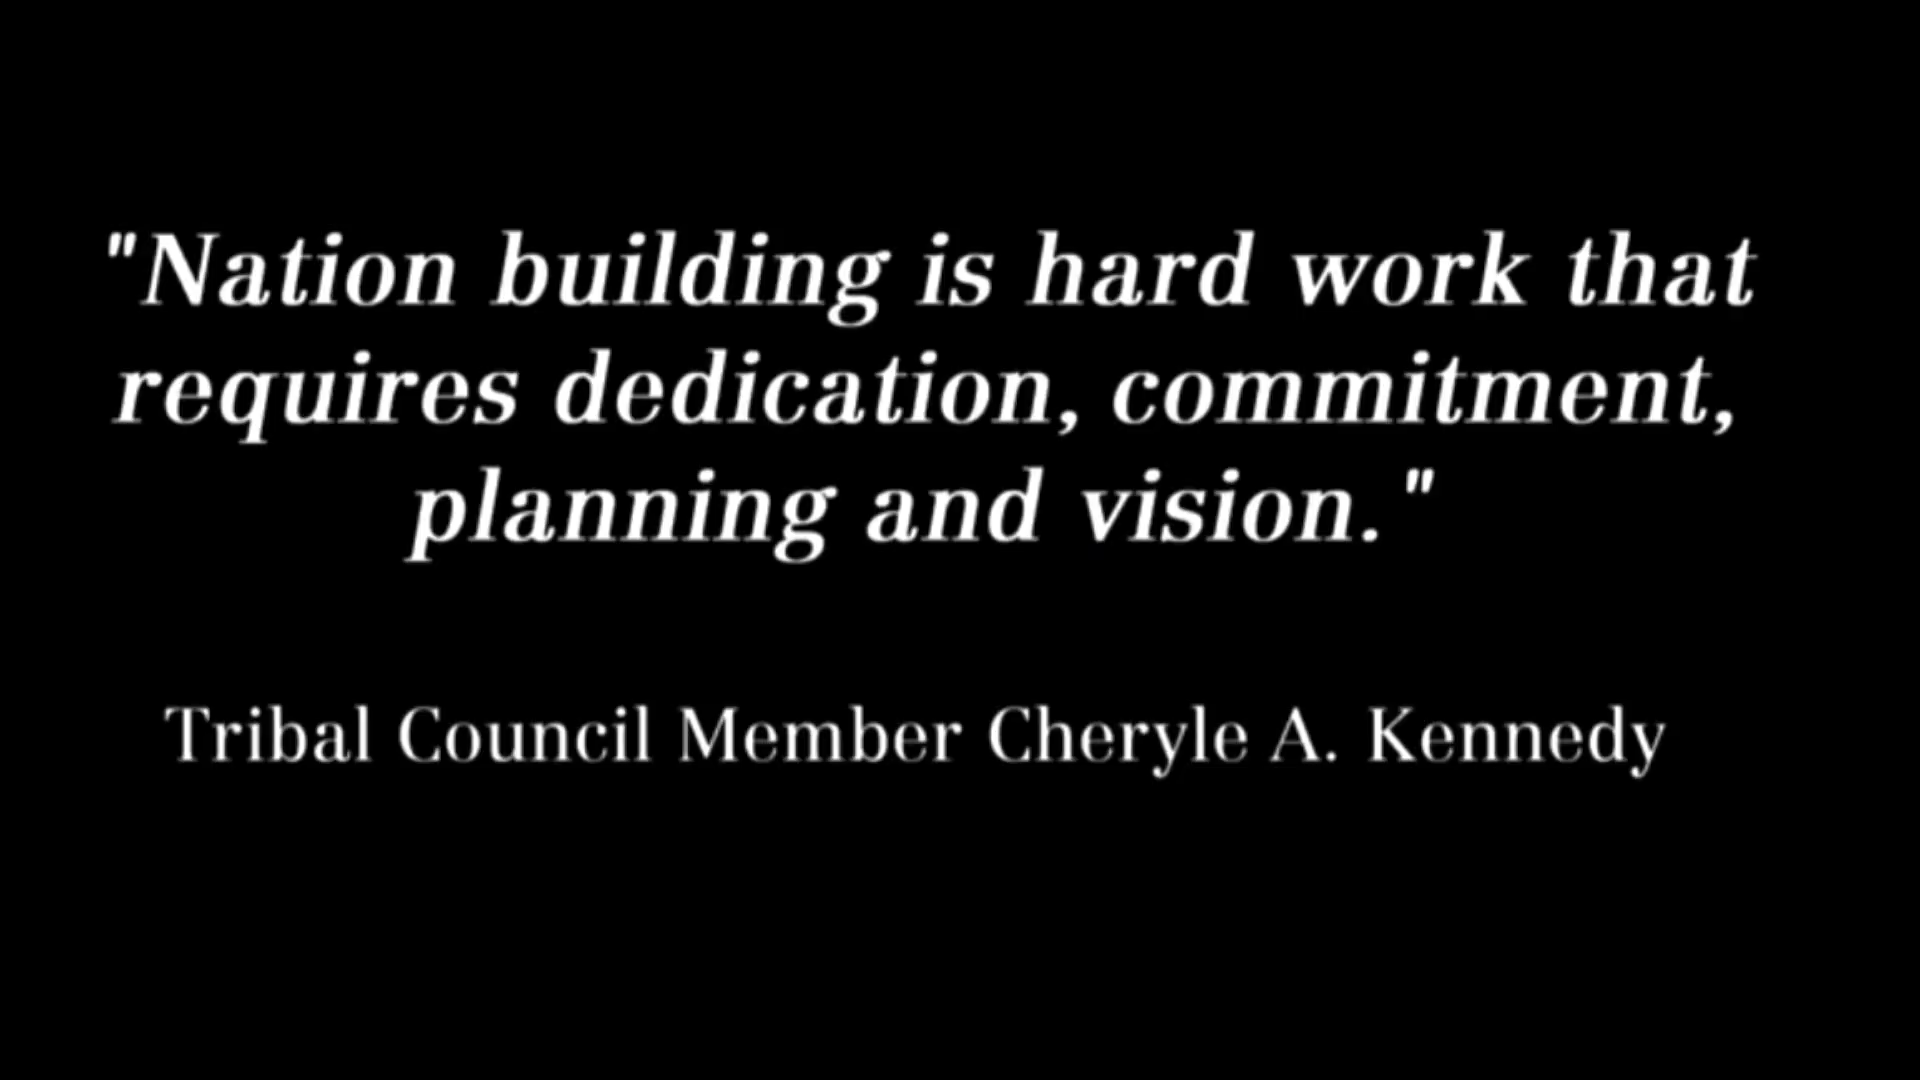 "Nation building is hard work that
requires dedication, commitment,
planning and vision."
Tribal Council Member Cheryle A. Kennedy